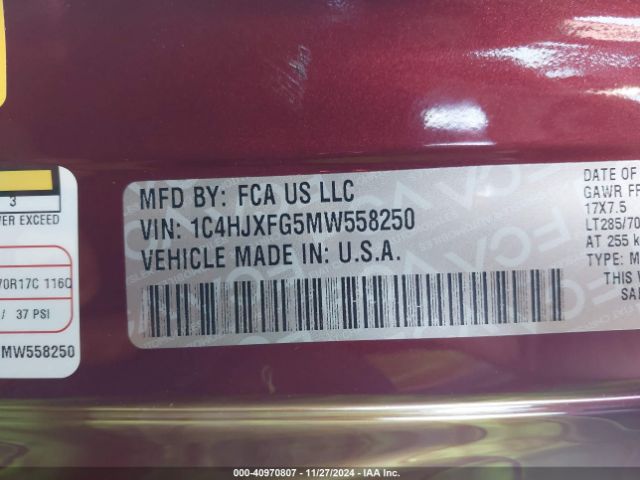 3
VER EXCEED
70R17C 116Q
/ 37 PSI
MW558250
MFD BY: FCA US LLC
VIN: 1C4HJXFG5MW558250
VEHICLE MADE IN: U.S.A.
DATE OF
GAWR FR
17X7.5
LT285/70
AT 255 k
TYPE: M
THIS V
SAF
000-40970807 - 11/27/2024 - IAA Inc.